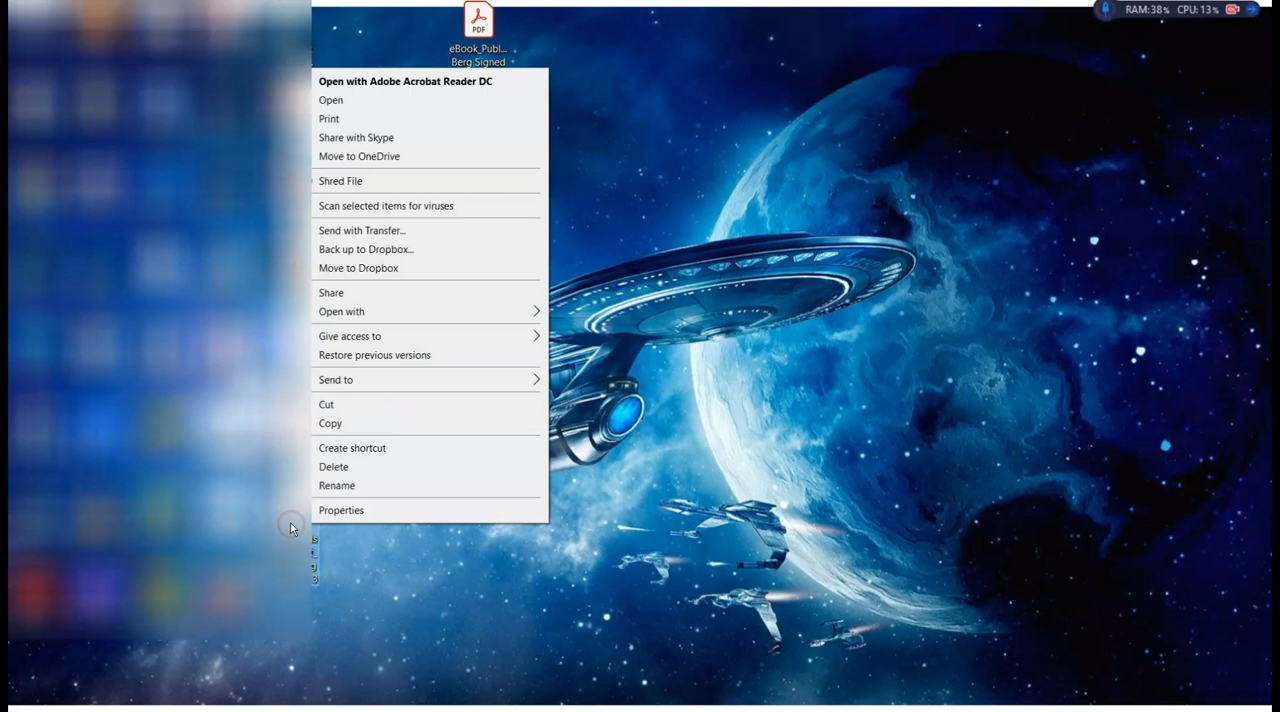 RAM:38% CPU:13%
PDF
eBook_Publ...
Berg Signed
Open with Adobe Acrobat Reader DC
Open
Print
Share with Skype
Move to OneDrive
Shred File
Scan selected items for viruses
Send with Transfer...
Back up to Dropbox...
Move to Dropbox
Share
Open with
Give access to
Restore previous versions
Send to
Cut
Copy
Create shortcut
Delete
Rename
Properties